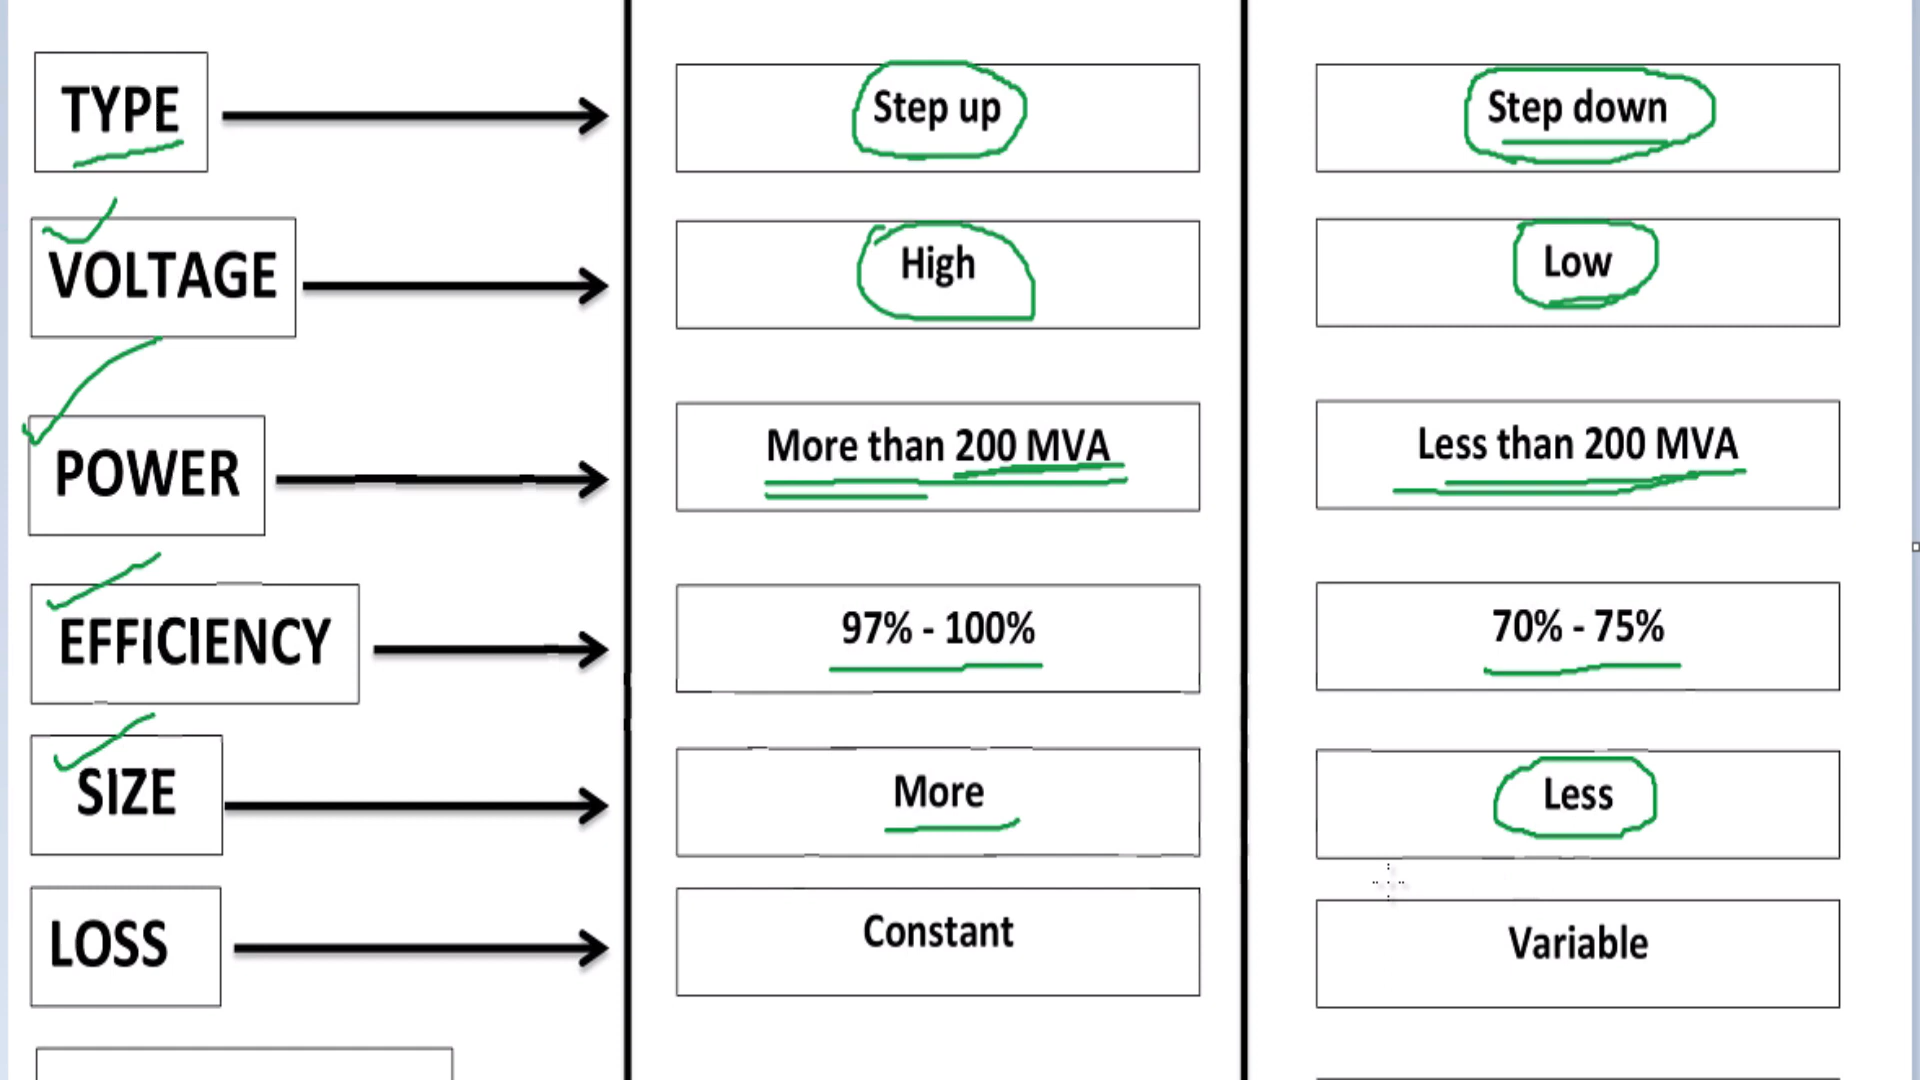 TYPE
Step up
Step down
VOLTAGE
High
Low
POWER
More than 200 MVA
Less than 200 MVA
EFFICIENCY
97% - 100%
70% - 75%
SIZE
More
Less
LOSS
Constant
Variable